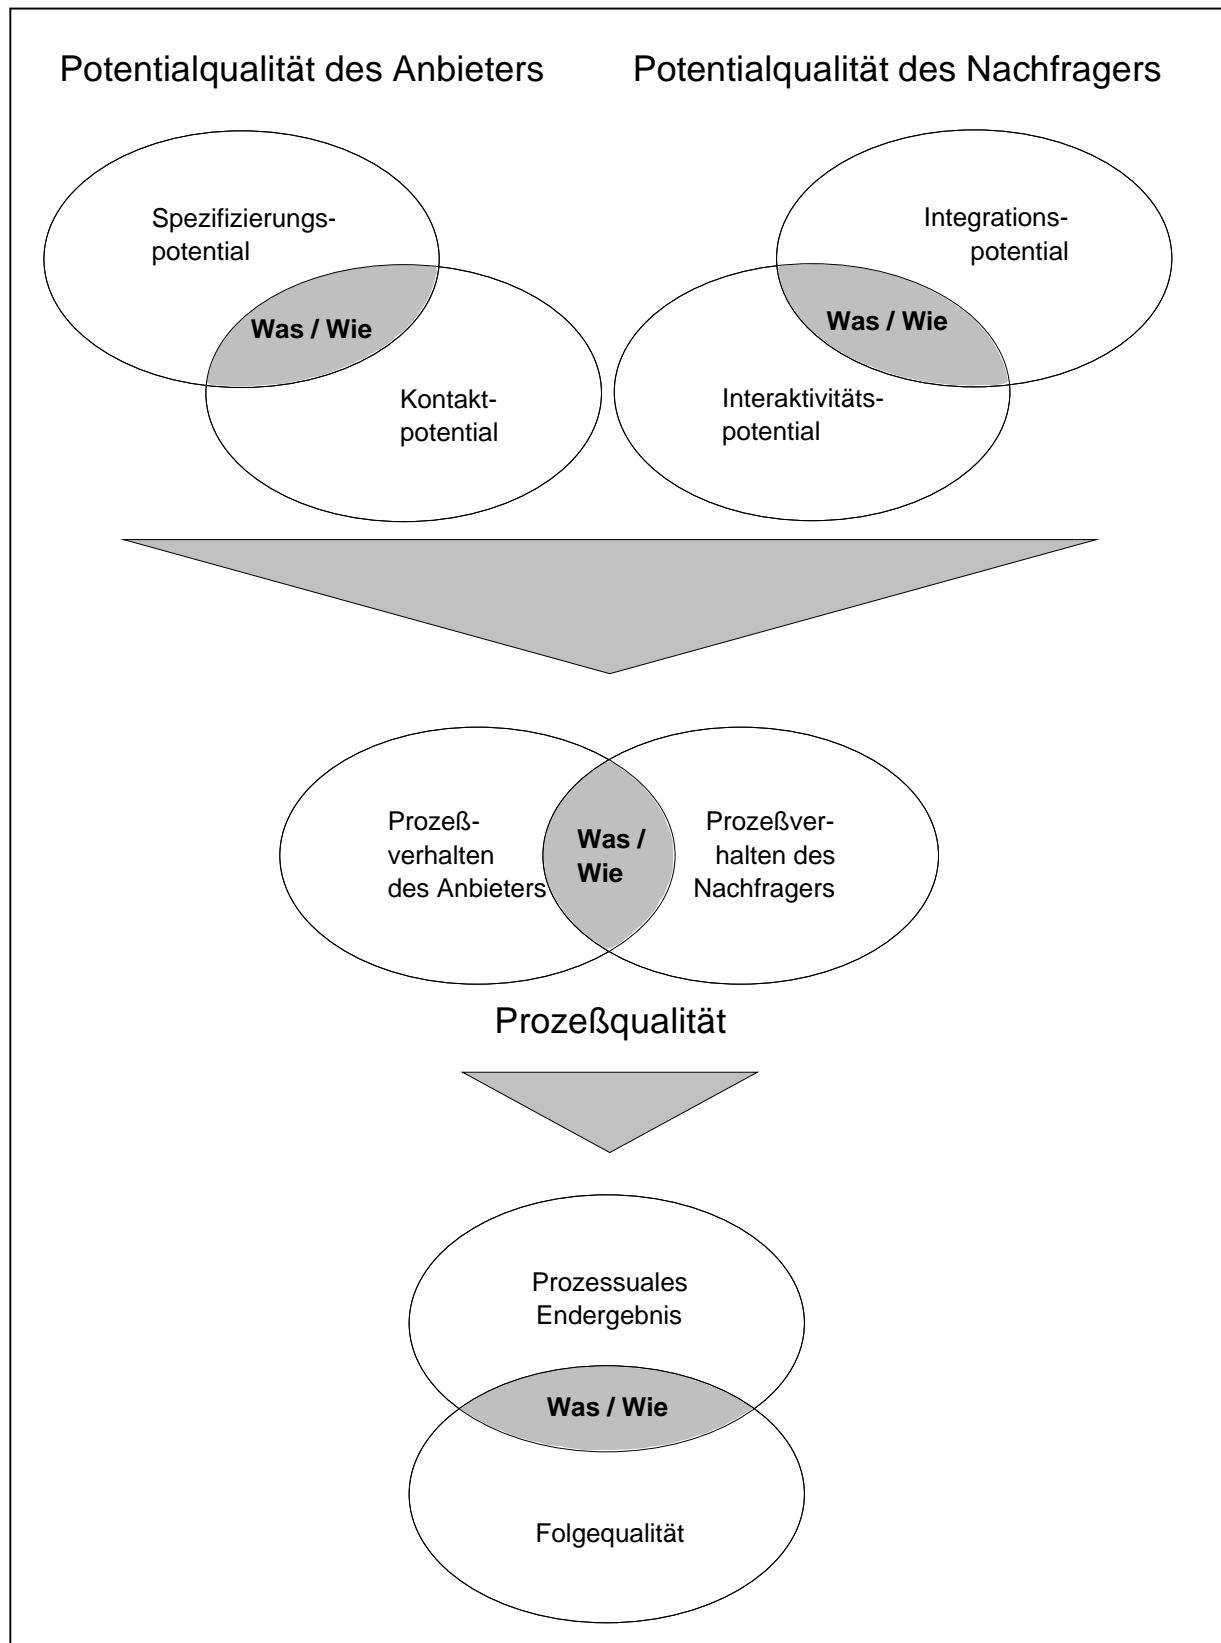 Potentialqualität des Anbieters
Potentialqualität des Nachfragers
Spezifizierungs-
potential
Was / Wie
Kontakt-
potential
Integrations-
potential
Was / Wie
Interaktivitäts-
potential
Prozeß-
verhalten
des Anbieters
Was /
Wie
Prozeßver-
halten des
Nachfragers
Prozeßqualität
Prozessuales
Endergebnis
Was / Wie
Folgequalität